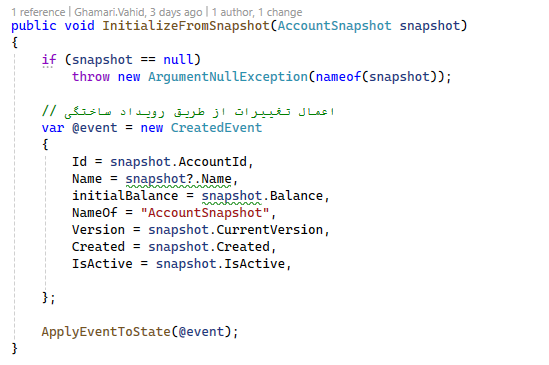 1 reference | Ghamari.Vahid, 3 days ago | 1 author, 1 change
public void InitializeFromSnapshot(AccountSnapshot snapshot)
{
    if (snapshot == null)
        throw new ArgumentNullException(nameof(snapshot));

    // اعمال تغییرات از طریق رویداد ساختگی
    var @event = new CreatedEvent
    {
        Id = snapshot.AccountId,
        Name = snapshot?.Name,
        initialBalance = snapshot.Balance,
        NameOf = "AccountSnapshot",
        Version = snapshot.CurrentVersion,
        Created = snapshot.Created,
        IsActive = snapshot.IsActive,

    };

    ApplyEventToState(@event);
}